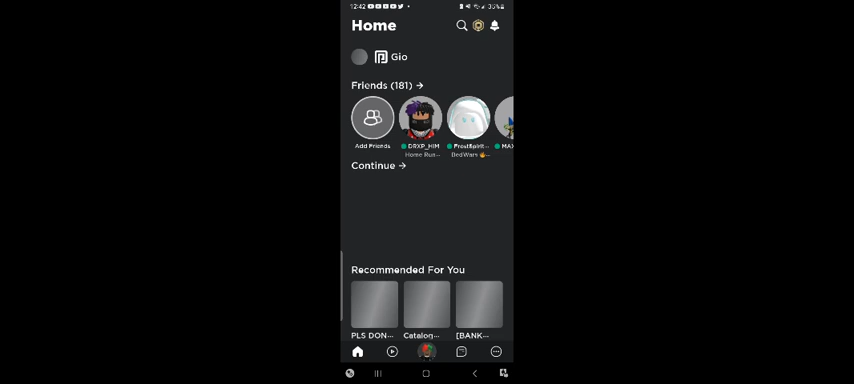 12:42
Home
Gio
Friends (181) →
Add Friends
DRXP_HIM
Home Run...
FrostSpirit...
BedWars 🔥...
MAX
Continue →
Recommended For You
PLS DON...
Catalog...
[BANK...